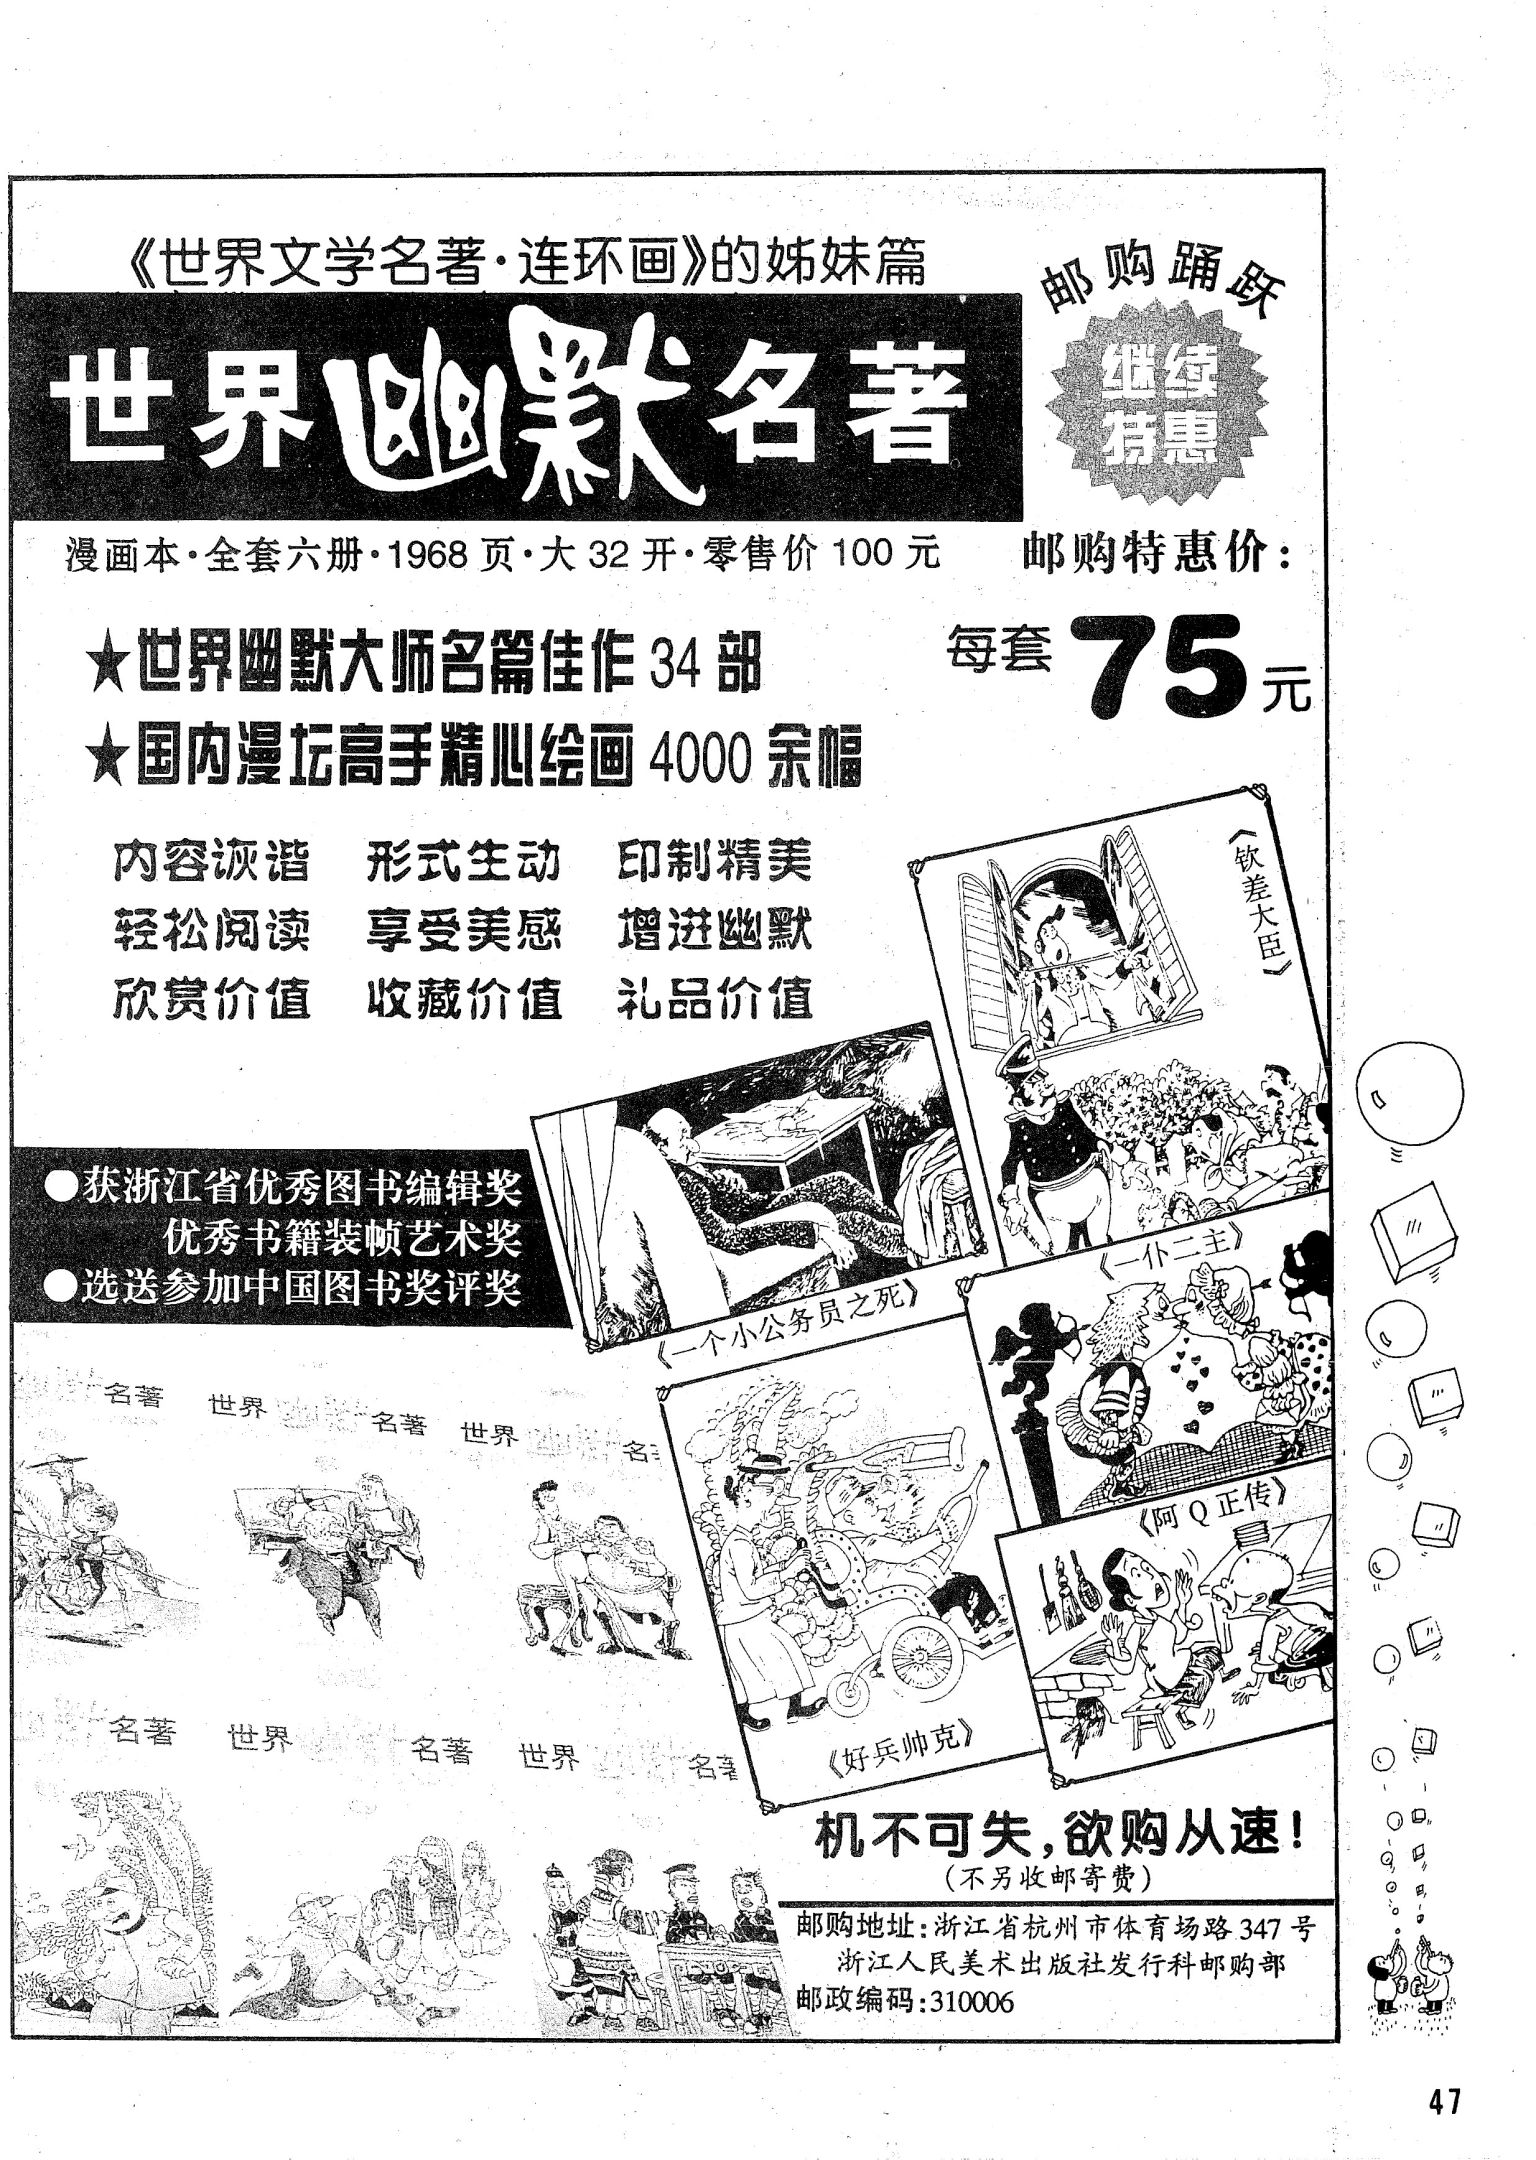 《世界文学名著·连环画》的姊妹篇
世界幽默名著
邮购踊跃
继续
特惠
漫画本·全套六册·1968页·大32开·零售价100元
邮购特惠价：
每套75元
★世界幽默大师名篇佳作34部
★国内漫坛高手精心绘画4000余幅
内容诙谐 形式生动 印制精美
轻松阅读 享受美感 增进幽默
欣赏价值 收藏价值 礼品价值
《钦差大臣》
●获浙江省优秀图书编辑奖
优秀书籍装帧艺术奖
●选送参加中国图书奖评奖
《一个小公务员之死》
《一仆二主》
《阿Q正传》
《好兵帅克》
名著 世界 名著 世界 名著
名著 世界 名著 世界 名著
机不可失，欲购从速！
（不另收邮寄费）
邮购地址：浙江省杭州市体育场路347号
浙江人民美术出版社发行科邮购部
邮政编码：310006
47